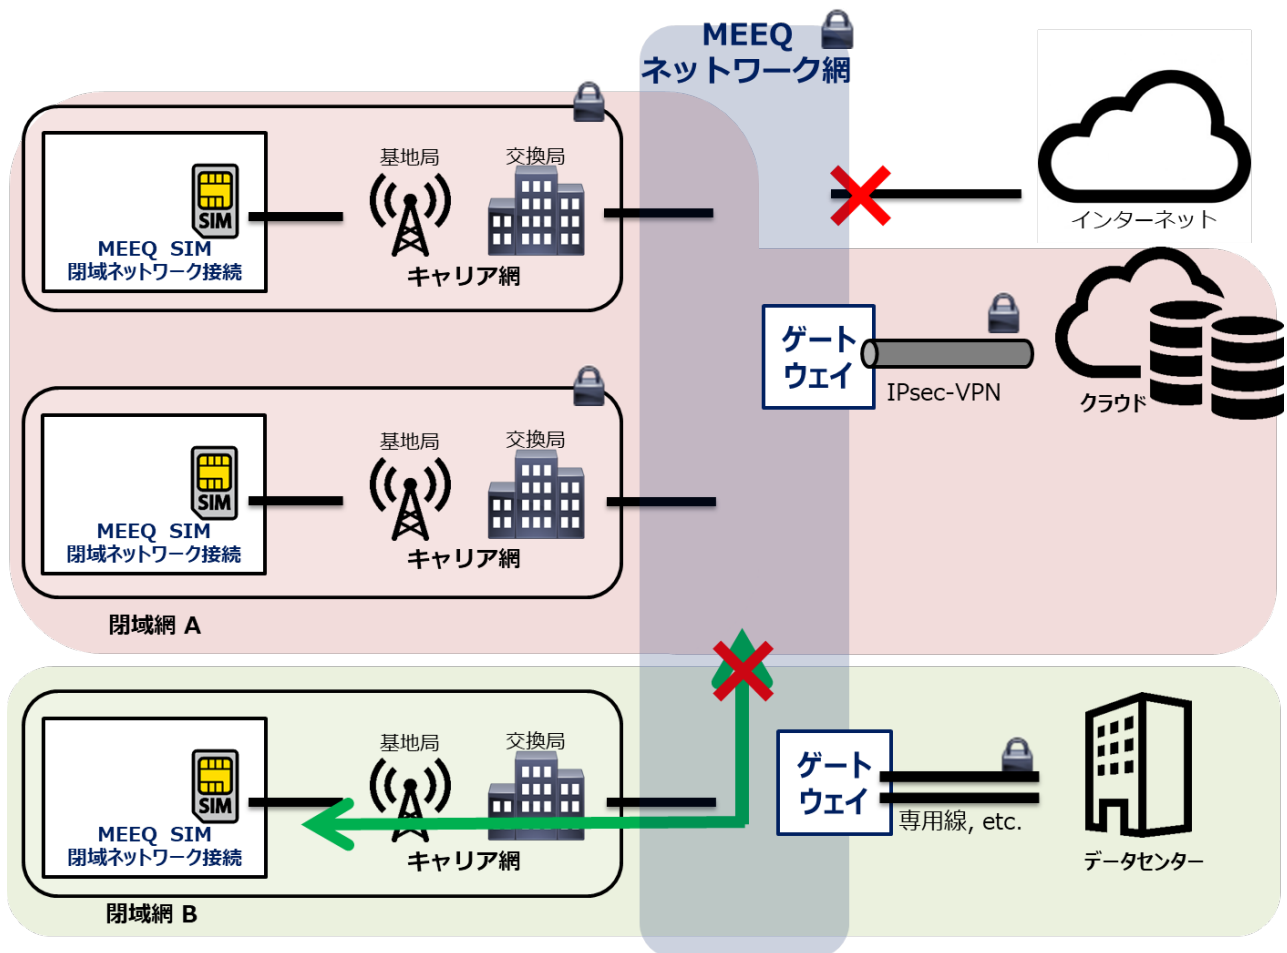 MEEQ
ネットワーク網
基地局
交換局
SIM
MEEQ SIM
閉域ネットワーク接続
キャリア網
インターネット
ゲート
ウェイ
IPsec-VPN
クラウド
基地局
交換局
SIM
MEEQ SIM
閉域ネットワーク接続
キャリア網
閉域網 A
基地局
交換局
SIM
MEEQ SIM
閉域ネットワーク接続
キャリア網
ゲート
ウェイ
専用線, etc.
データセンター
閉域網 B